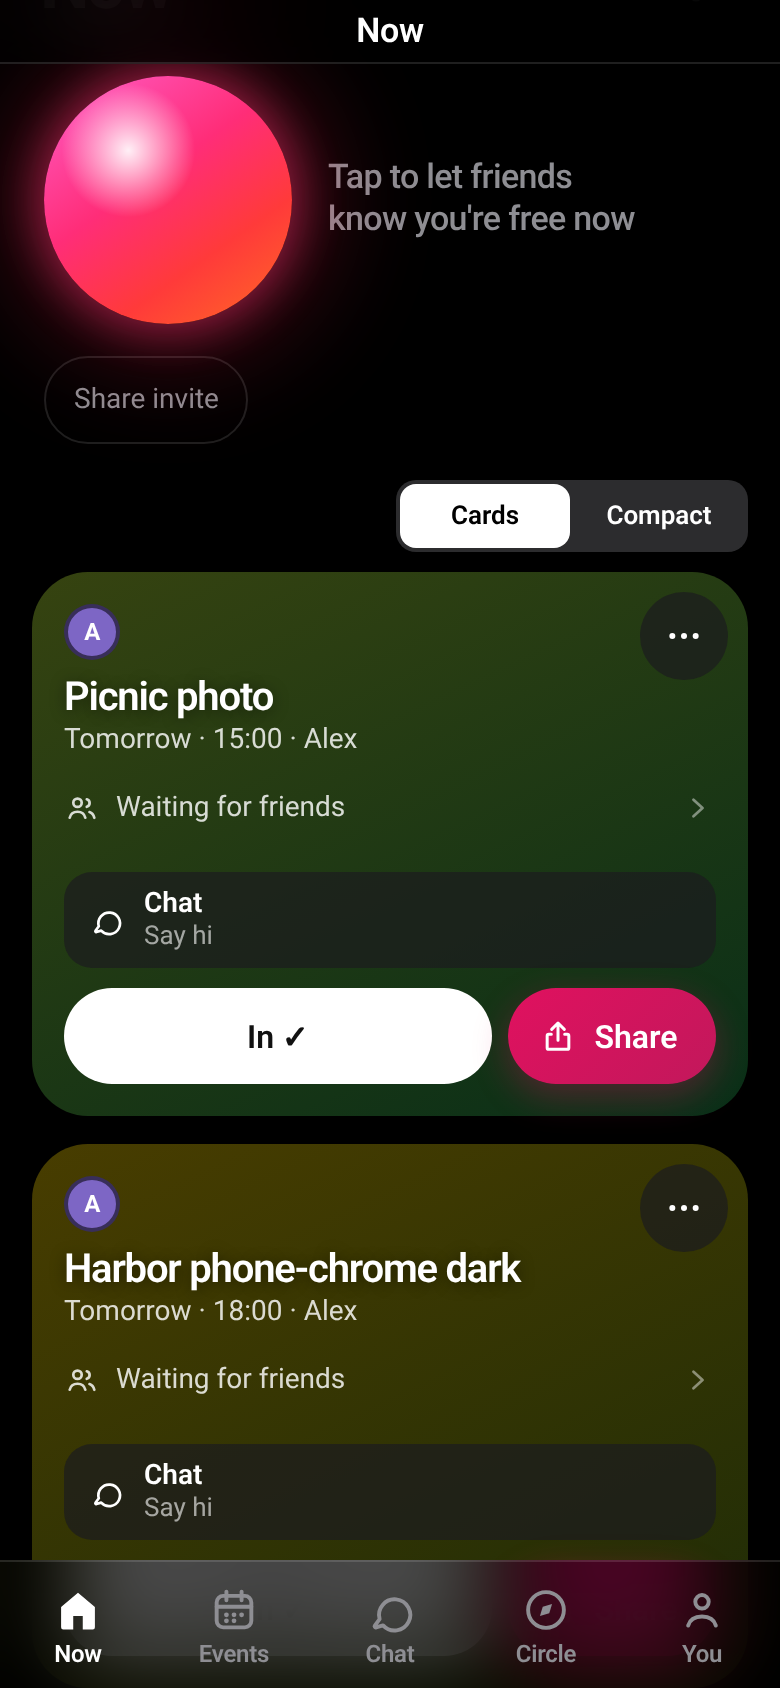 Now
Tap to let friends
know you're free now
Share invite
Cards
Compact
A
Picnic photo
Tomorrow · 15:00 · Alex
Waiting for friends
Chat
Say hi
In ✓
Share
A
Harbor phone-chrome dark
Tomorrow · 18:00 · Alex
Waiting for friends
Chat
Say hi
Now
Events
Chat
Circle
You